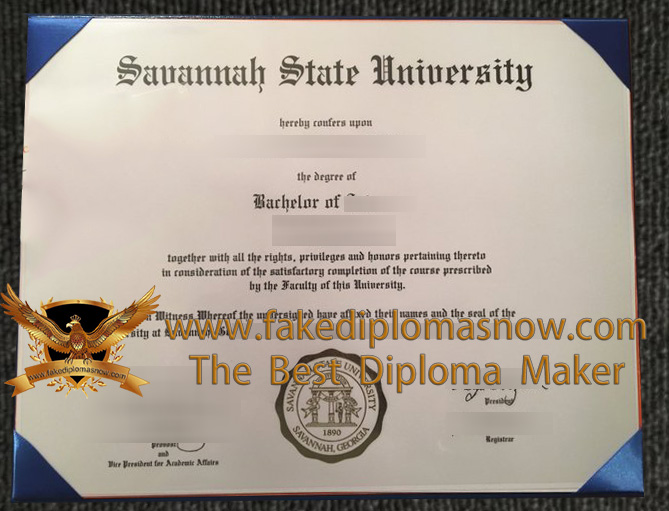 Savannah State University
hereby confers upon
the degree of
Bachelor of
together with all the rights, privileges and honors pertaining thereto
in consideration of the satisfactory completion of the course prescribed
by the Faculty of this University.
Witness Whereof the undersigned have affixed their names and the seal of the
www.fakediplomasnow.com
The Best Diploma Maker
www.fakediplomasnow.com
SAVANNAH STATE UNIVERSITY
1890
SAVANNAH, GEORGIA
President
Provost
and
Vice President for Academic Affairs
Registrar